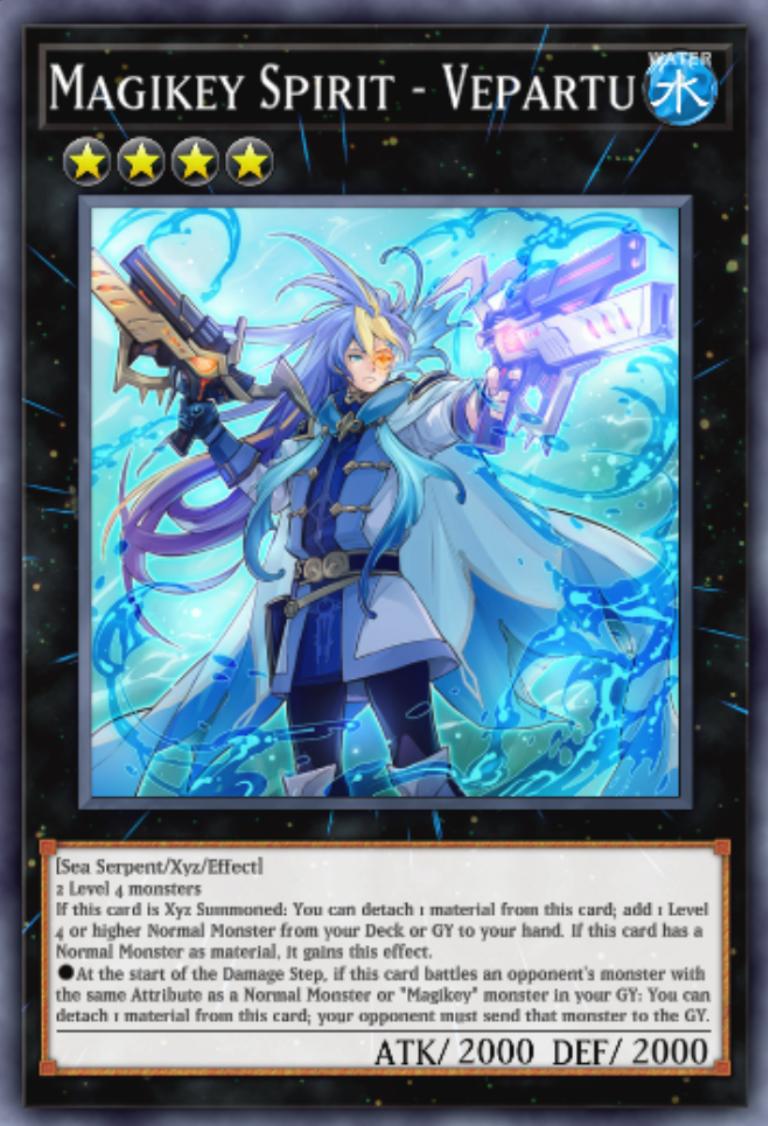 Magikey Spirit - Vepartu
WATER
水
[Sea Serpent/Xyz/Effect]
2 Level 4 monsters
If this card is Xyz Summoned: You can detach 1 material from this card; add 1 Level
4 or higher Normal Monster from your Deck or GY to your hand. If this card has a
Normal Monster as material, it gains this effect.
●At the start of the Damage Step, if this card battles an opponent's monster with
the same Attribute as a Normal Monster or "Magikey" monster in your GY: You can
detach 1 material from this card; your opponent must send that monster to the GY.
ATK/ 2000 DEF/ 2000